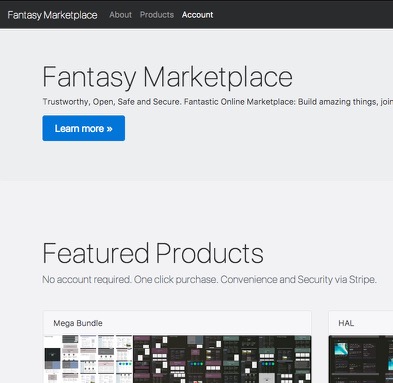 Fantasy Marketplace About Products Account
Fantasy Marketplace
Trustworthy, Open, Safe and Secure. Fantastic Online Marketplace: Build amazing things, join
Learn more »
Featured Products
No account required. One click purchase. Convenience and Security via Stripe.
Mega Bundle HAL